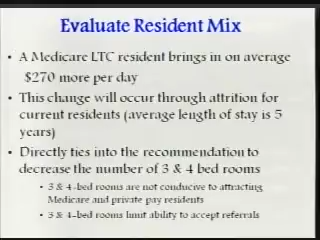 Evaluate Resident Mix
• A Medicare LTC resident brings in on average
$270 more per day
• This change will occur through attrition for
current residents (average length of stay is 5
years)
• Directly ties into the recommendation to
decrease the number of 3 & 4 bed rooms
• 3 & 4-bed rooms are not conducive to attracting
Medicare and private pay residents
• 3 & 4-bed rooms limit ability to accept referrals